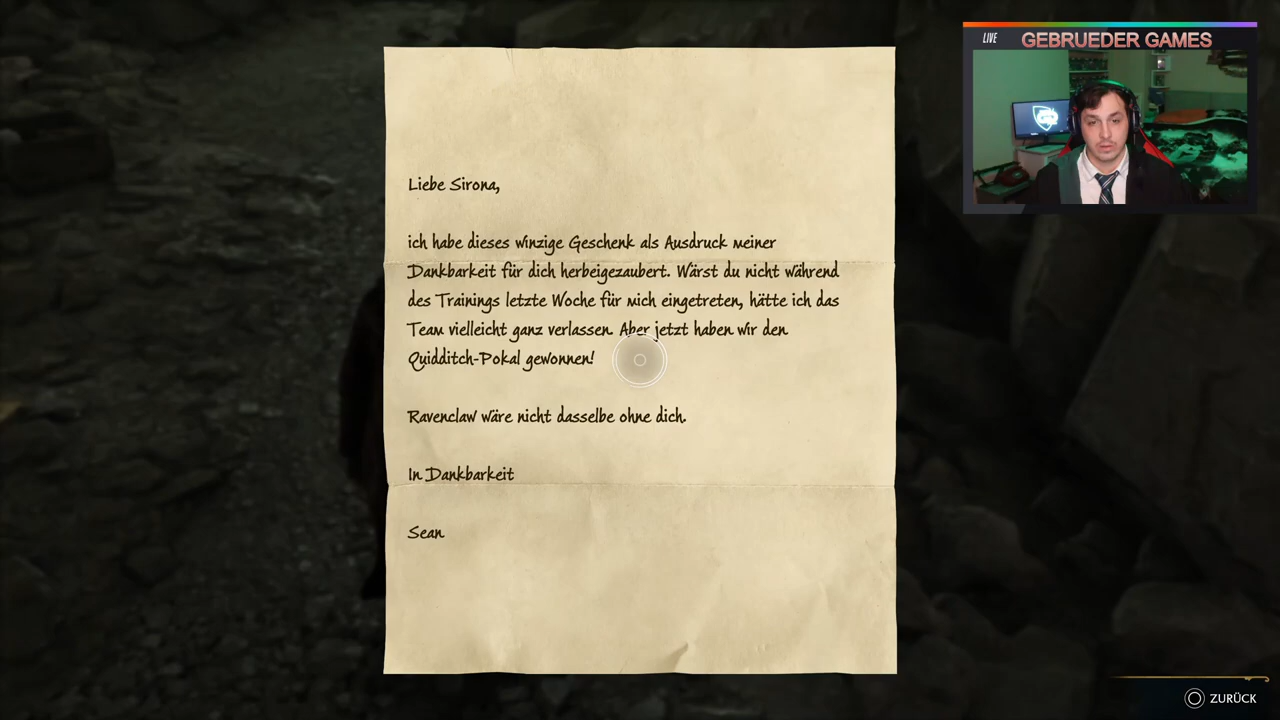 LIVE
GEBRUEDER GAMES
Liebe Sirona,
ich habe dieses winzige Geschenk als Ausdruck meiner
Dankbarkeit für dich herbeigezaubert. Wärst du nicht während
des Trainings letzte Woche für mich eingetreten, hätte ich das
Team vielleicht ganz verlassen. Aber jetzt haben wir den
Quidditch-Pokal gewonnen!
Ravenclaw wäre nicht dasselbe ohne dich.
In Dankbarkeit
Sean
ZURÜCK